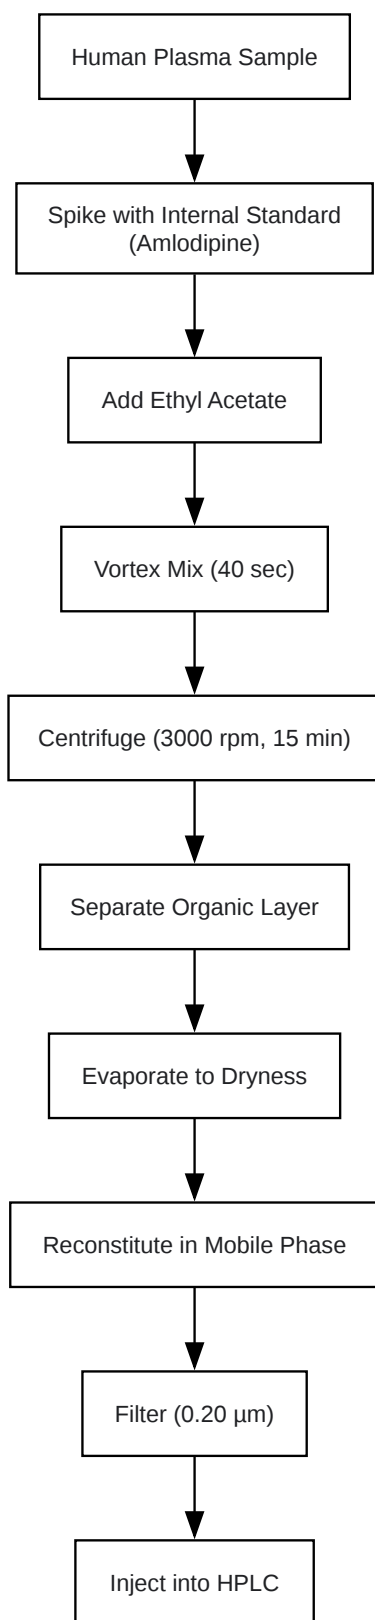 Human Plasma Sample
Spike with Internal Standard
(Amlodipine)
Add Ethyl Acetate
Vortex Mix (40 sec)
Centrifuge (3000 rpm, 15 min)
Separate Organic Layer
Evaporate to Dryness
Reconstitute in Mobile Phase
Filter (0.20 µm)
Inject into HPLC